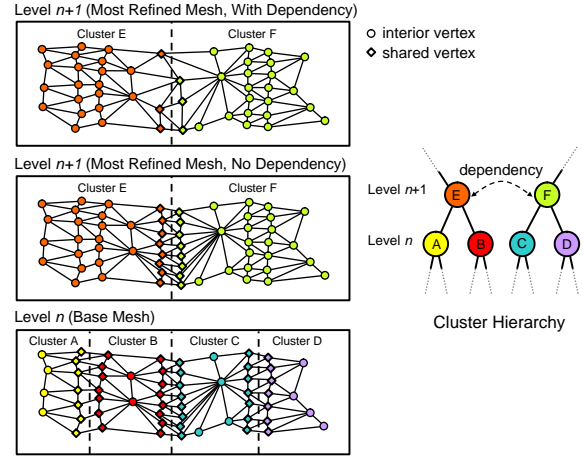 Level n+1 (Most Refined Mesh, With Dependency)
Cluster E
Cluster F
interior vertex
shared vertex
Level n+1 (Most Refined Mesh, No Dependency)
Cluster E
Cluster F
Level n (Base Mesh)
Cluster A
Cluster B
Cluster C
Cluster D
dependency
Level n+1
E
F
Level n
A
B
C
D
Cluster Hierarchy